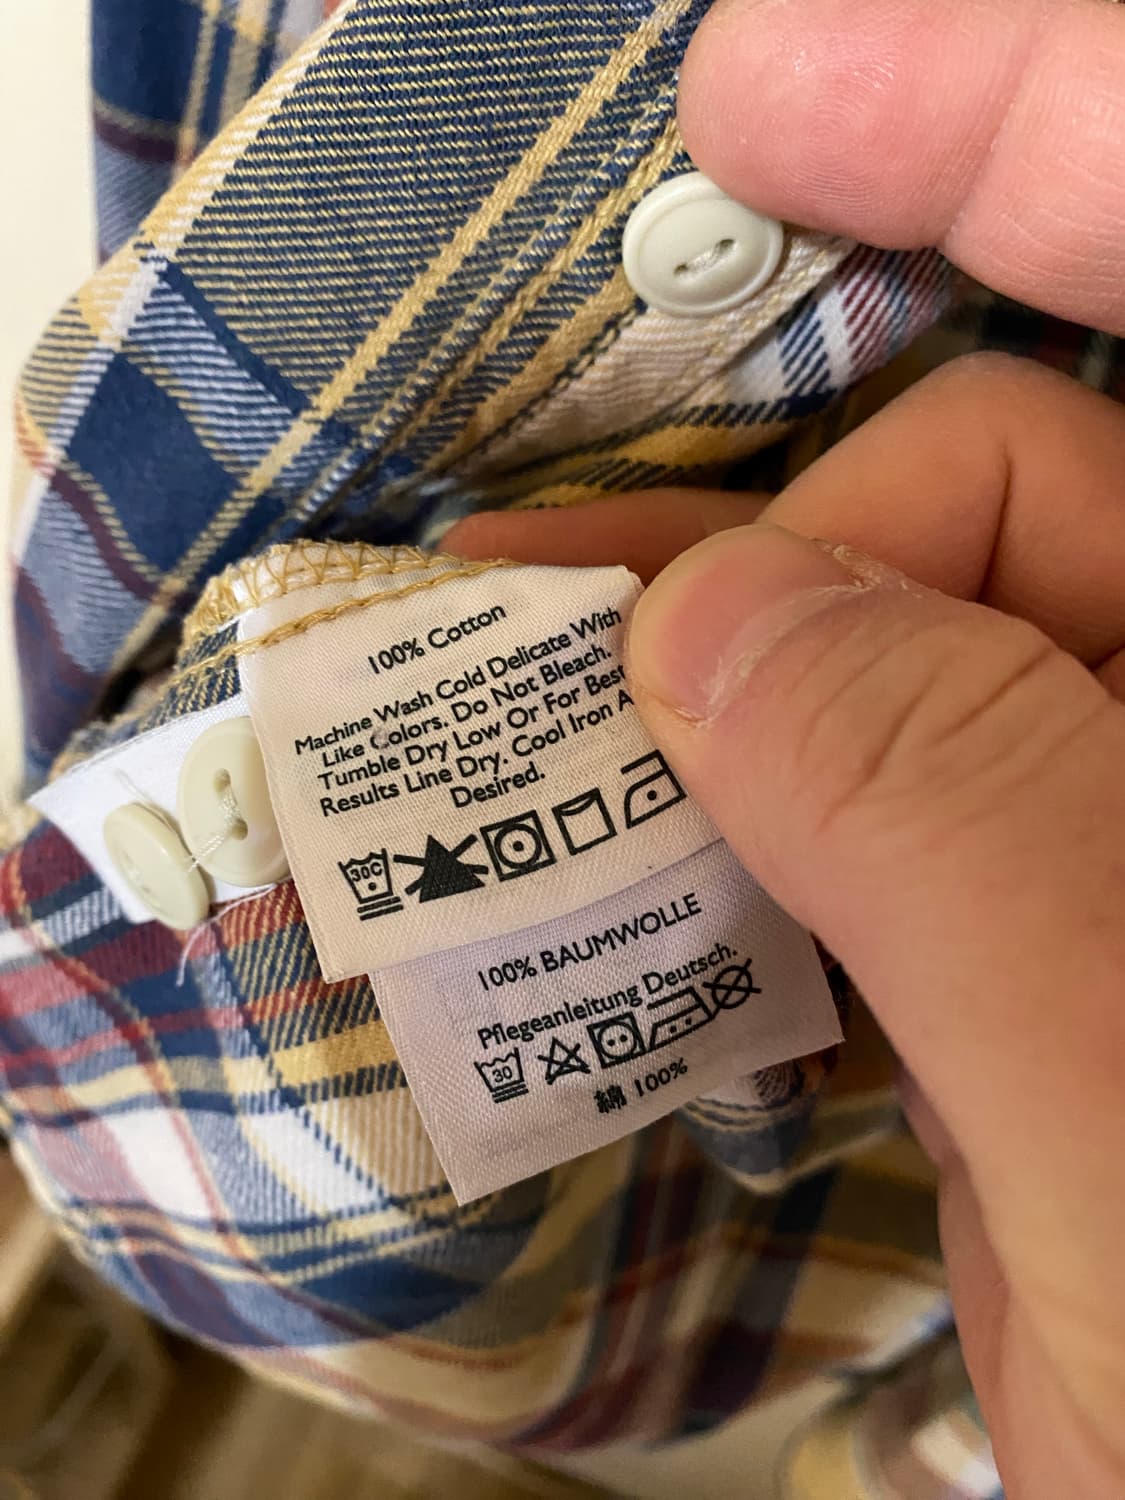 100% Cotton
Machine Wash Cold Delicate With
Like Colors. Do Not Bleach.
Tumble Dry Low Or For Best
Results Line Dry. Cool Iron
Desired.
30C
100% BAUMWOLLE
Pflegeanleitung Deutsch.
30
綿 100%